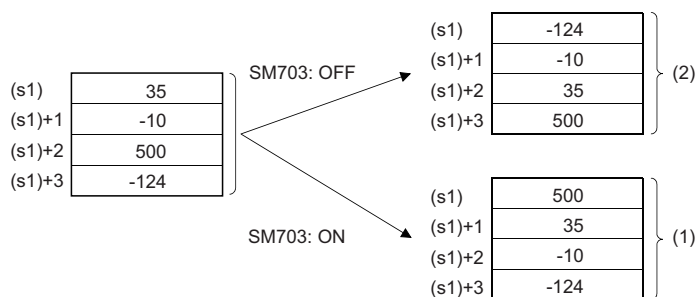 (s1) 35
(s1)+1 -10
(s1)+2 500
(s1)+3 -124
SM703: OFF
SM703: ON
(s1) -124
(s1)+1 -10
(s1)+2 35
(s1)+3 500
(2)
(s1) 500
(s1)+1 35
(s1)+2 -10
(s1)+3 -124
(1)